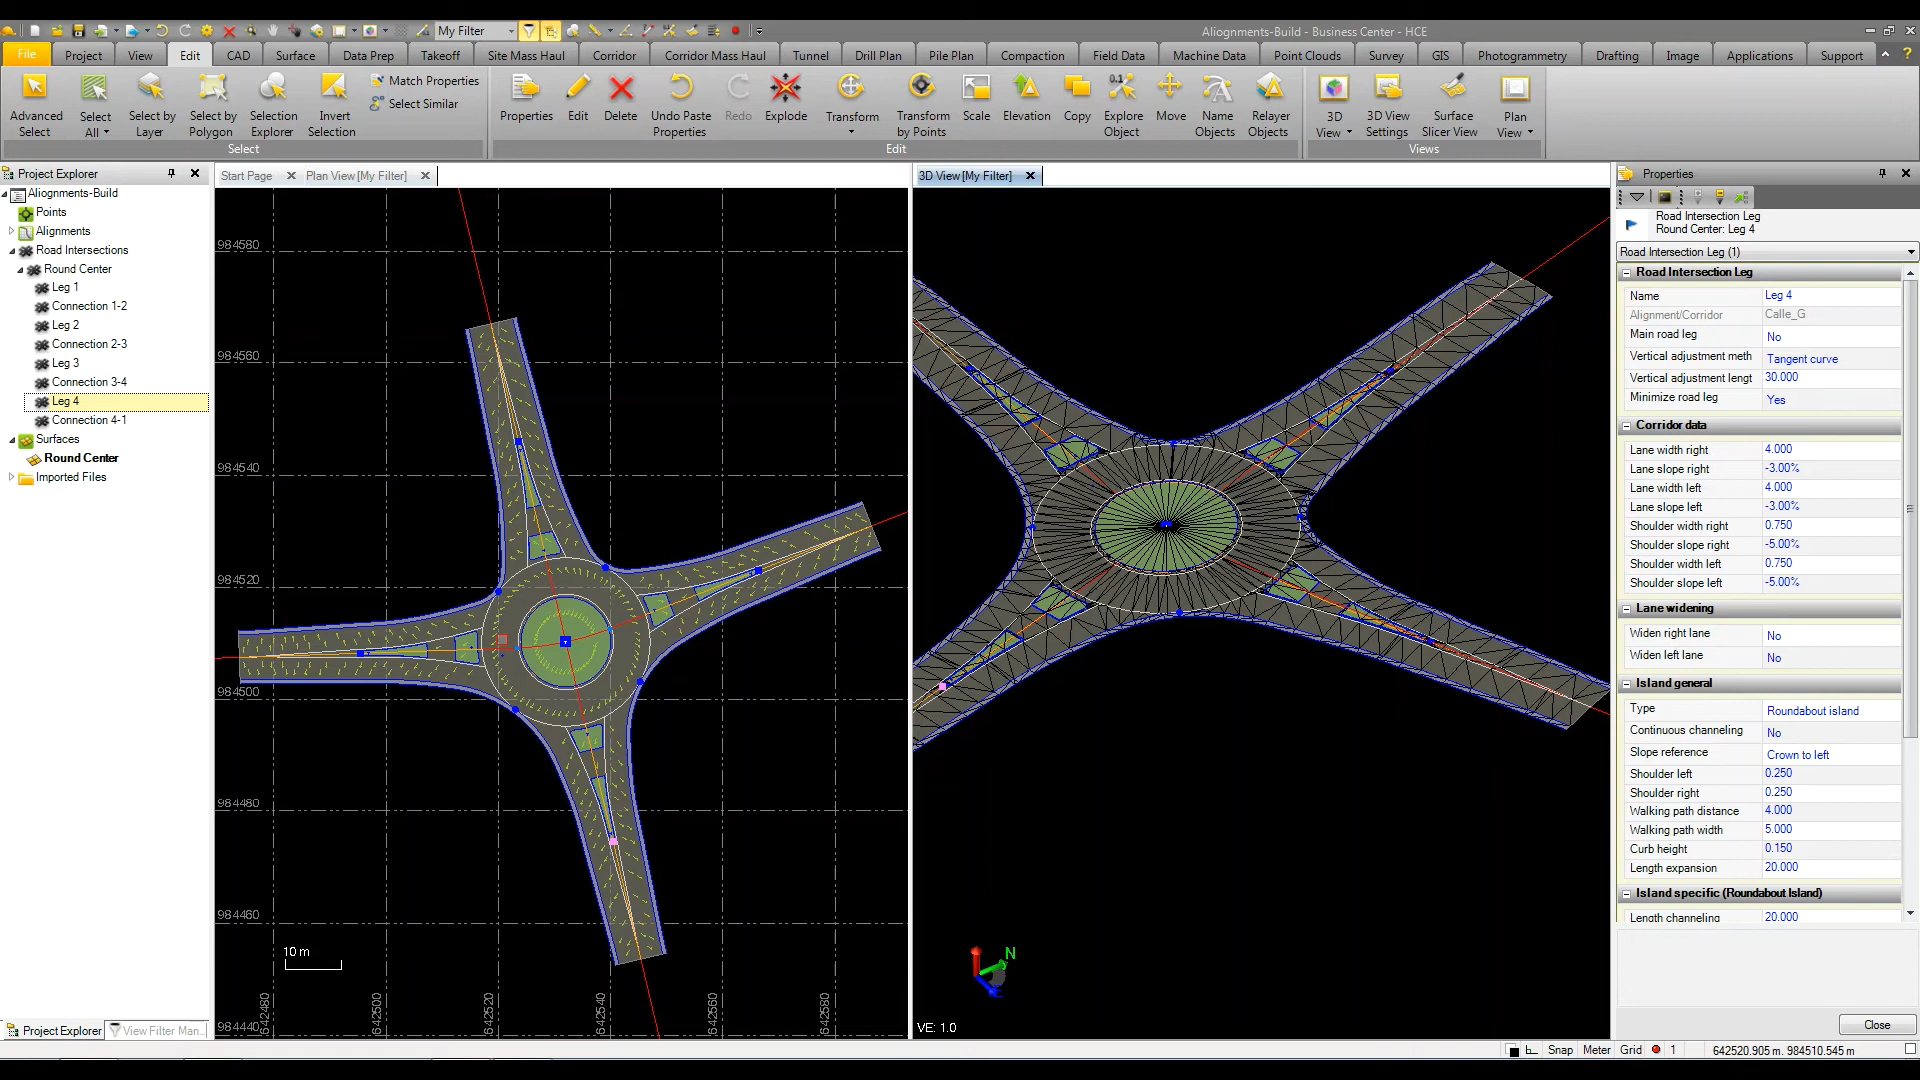 My Filter
Aliognments-Build - Business Center - HCE
File Project View Edit CAD Surface Data Prep Takeoff Site Mass Haul Corridor Corridor Mass Haul Tunnel Drill Plan Pile Plan Compaction Field Data Machine Data Point Clouds Survey GIS Photogrammetry Drafting Image Applications Support
Advanced Select
Select All
Select by Layer
Select by Polygon
Selection Explorer
Invert Selection
Match Properties
Select Similar
Select
Properties
Edit
Delete
Undo Paste Properties
Redo
Explode
Transform
Transform by Points
Scale
Elevation
Copy
Explore Object
Move
Name Objects
Relayer Objects
Edit
3D View
3D View Settings
Surface Slicer View
Plan View
Views
Project Explorer
Aliognments-Build
Points
Alignments
Road Intersections
Round Center
Leg 1
Connection 1-2
Leg 2
Connection 2-3
Leg 3
Connection 3-4
Leg 4
Connection 4-1
Surfaces
Round Center
Imported Files
Project Explorer View Filter Man...
Start Page Plan View [My Filter]
984580
984560
984540
984520
984500
984480
984460
984440
10 m
642480 642500 642520 642540 642560 642580
3D View [My Filter]
N
VE: 1.0
Properties
Road Intersection Leg
Round Center: Leg 4
Road Intersection Leg (1)
Road Intersection Leg
Name Leg 4
Alignment/Corridor Calle_G
Main road leg No
Vertical adjustment meth Tangent curve
Vertical adjustment lengt 30.000
Minimize road leg Yes
Corridor data
Lane width right 4.000
Lane slope right -3.00%
Lane width left 4.000
Lane slope left -3.00%
Shoulder width right 0.750
Shoulder slope right -5.00%
Shoulder width left 0.750
Shoulder slope left -5.00%
Lane widening
Widen right lane No
Widen left lane No
Island general
Type Roundabout island
Continuous channeling No
Slope reference Crown to left
Shoulder left 0.250
Shoulder right 0.250
Walking path distance 4.000
Walking path width 5.000
Curb height 0.150
Length expansion 20.000
Island specific (Roundabout Island)
Length channeling 20.000
Close
Snap Meter Grid 1 642520.905 m, 984510.545 m